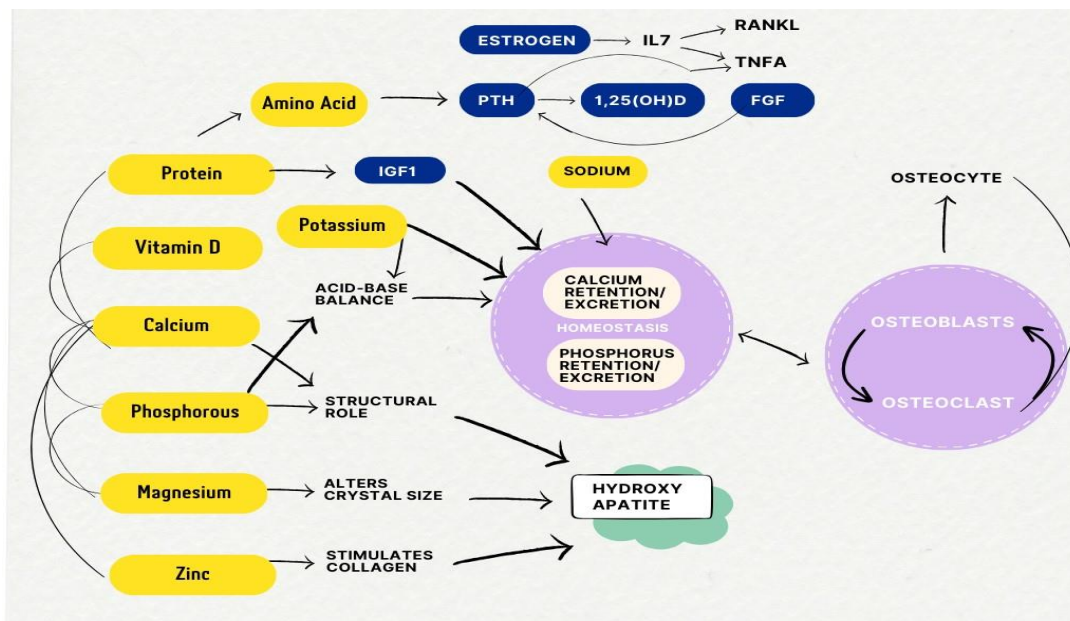 ESTROGEN
IL7
RANKL
TNFA
Amino Acid
PTH
1,25(OH)D
FGF
Protein
IGF1
SODIUM
OSTEOCYTE
Potassium
Vitamin D
ACID-BASE
BALANCE
CALCIUM
RETENTION/
EXCRETION
HOMEOSTASIS
PHOSPHORUS
RETENTION/
EXCRETION
OSTEOBLASTS
OSTEOCLAST
Calcium
Phosphorous
STRUCTURAL
ROLE
Magnesium
ALTERS
CRYSTAL SIZE
HYDROXY
APATITE
Zinc
STIMULATES
COLLAGEN